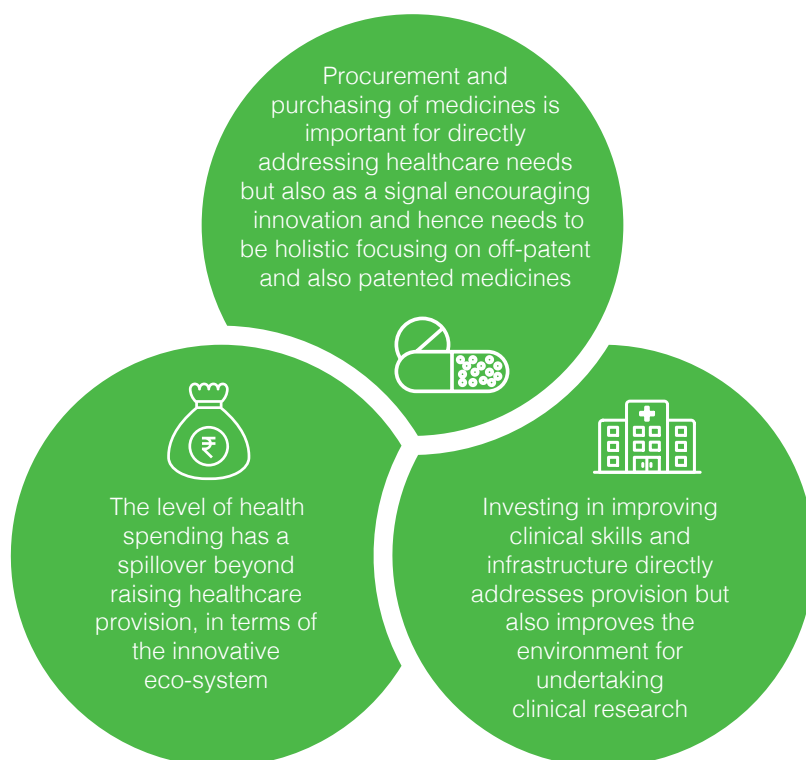 Procurement and
purchasing of medicines is
important for directly
addressing healthcare needs
but also as a signal encouraging
innovation and hence needs to
be holistic focusing on off-patent
and also patented medicines
₹
The level of health
spending has a
spillover beyond
raising healthcare
provision, in terms of
the innovative
eco-system
Investing in improving
clinical skills and
infrastructure directly
addresses provision but
also improves the
environment for
undertaking
clinical research